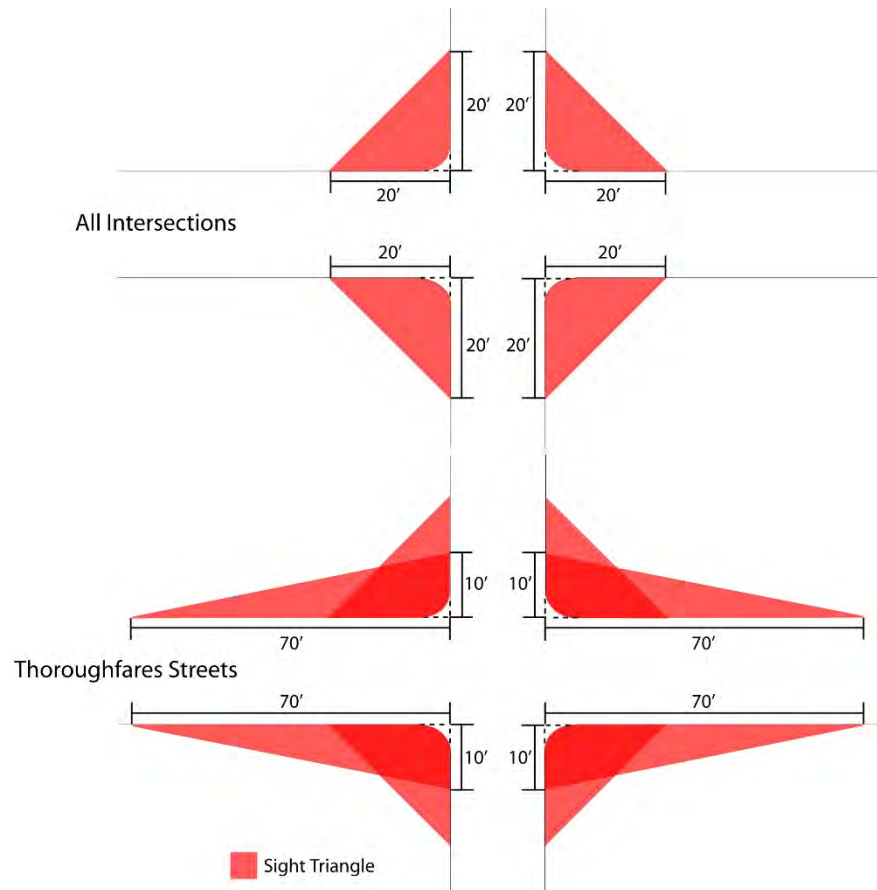 20’ 20’
20’ 20’
All Intersections
20’ 20’
20’ 20’
10’ 10’
70’ 70’
Thoroughfares Streets
70’ 70’
10’ 10’
Sight Triangle